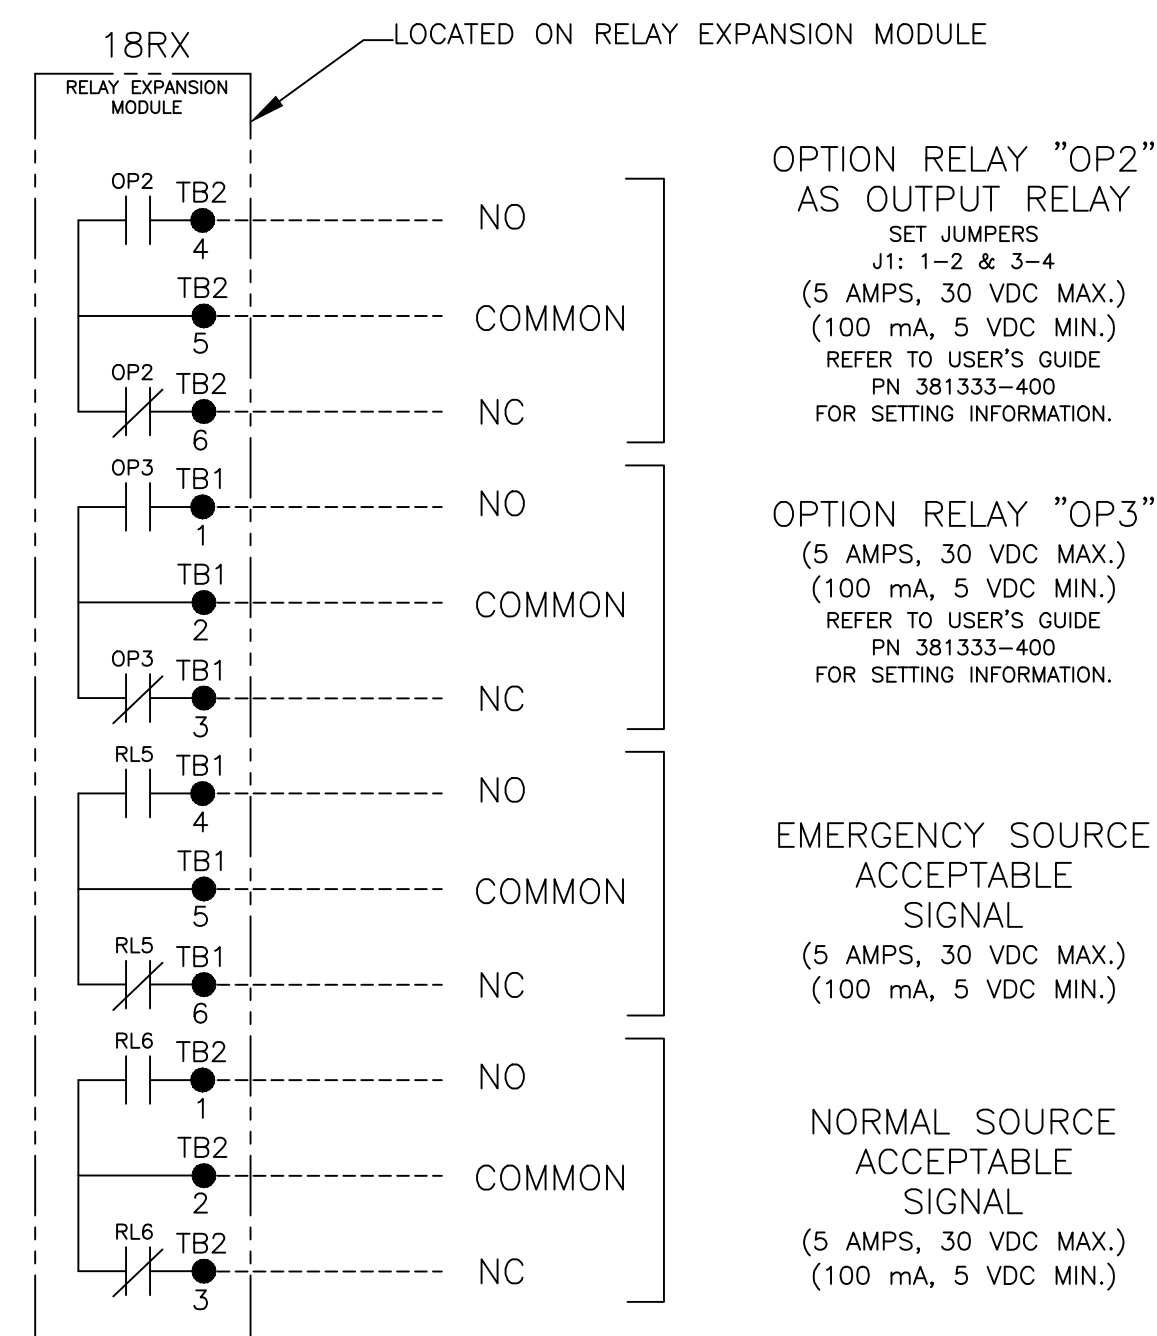 18RX
LOCATED ON RELAY EXPANSION MODULE
RELAY EXPANSION
MODULE
OP2
TB2
4
NO
TB2
5
COMMON
OP2
TB2
6
NC
OPTION RELAY "OP2"
AS OUTPUT RELAY
SET JUMPERS
J1: 1-2 & 3-4
(5 AMPS, 30 VDC MAX.)
(100 mA, 5 VDC MIN.)
REFER TO USER'S GUIDE
PN 381333-400
FOR SETTING INFORMATION.
OP3
TB1
1
NO
TB1
2
COMMON
OP3
TB1
3
NC
OPTION RELAY "OP3"
(5 AMPS, 30 VDC MAX.)
(100 mA, 5 VDC MIN.)
REFER TO USER'S GUIDE
PN 381333-400
FOR SETTING INFORMATION.
RL5
TB1
4
NO
TB1
5
COMMON
RL5
TB1
6
NC
EMERGENCY SOURCE
ACCEPTABLE
SIGNAL
(5 AMPS, 30 VDC MAX.)
(100 mA, 5 VDC MIN.)
RL6
TB2
1
NO
TB2
2
COMMON
RL6
TB2
3
NC
NORMAL SOURCE
ACCEPTABLE
SIGNAL
(5 AMPS, 30 VDC MAX.)
(100 mA, 5 VDC MIN.)